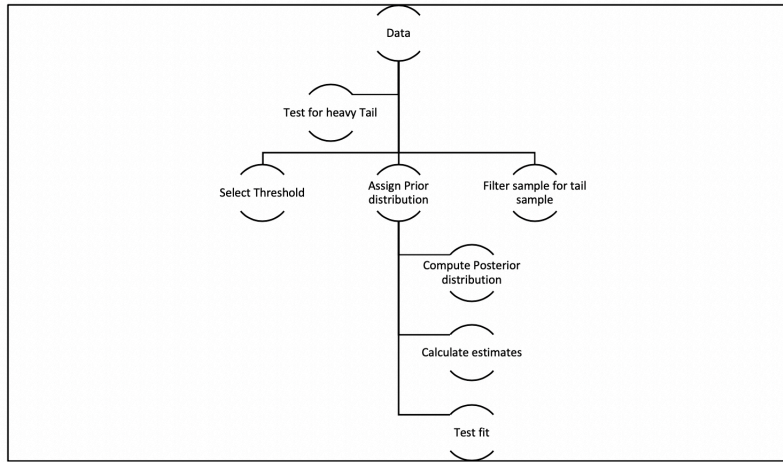 Data
Test for heavy Tail
Select Threshold
Assign Prior
distribution
Filter sample for tail
sample
Compute Posterior
distribution
Calculate estimates
Test fit